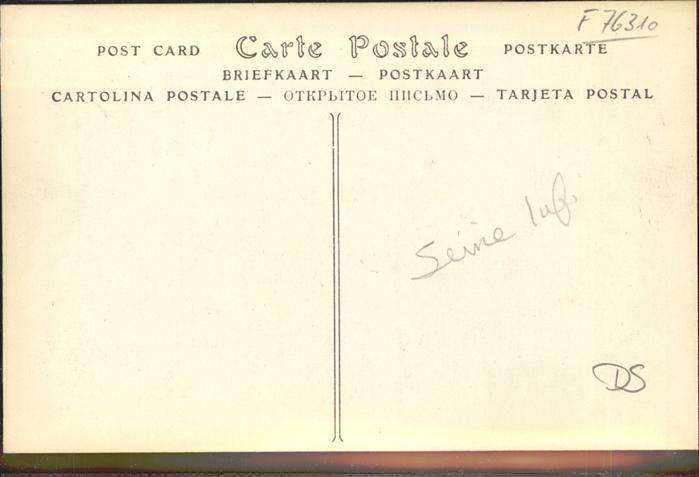 F 76310
POST CARD Carte Postale POSTKARTE
BRIEFKAART — POSTKAART
CARTOLINA POSTALE — ОТКРЫТОЕ ПИСЬМО — TARJETA POSTAL
Seine Inf.
DS